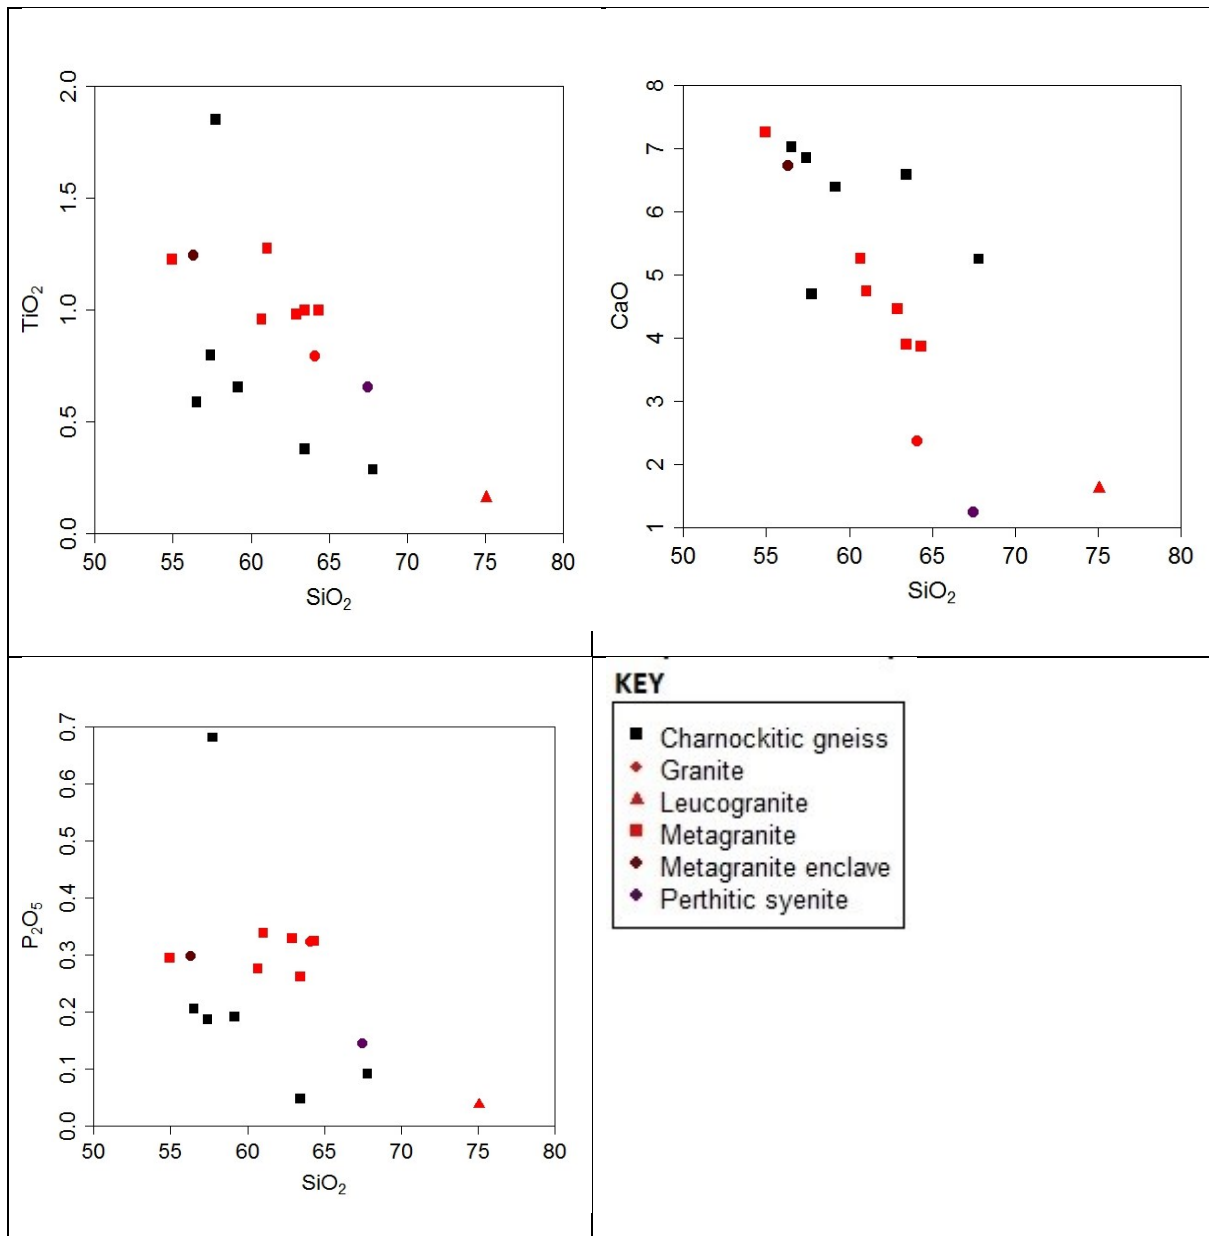 2.0
1.5
1.0
0.5
0.0
TiO2
50 55 60 65 70 75 80
SiO2
8
7
6
5
4
3
2
1
CaO
50 55 60 65 70 75 80
SiO2
0.7
0.6
0.5
0.4
0.3
0.2
0.1
0.0
P2O5
50 55 60 65 70 75 80
SiO2
KEY
Charnockitic gneiss
Granite
Leucogranite
Metagranite
Metagranite enclave
Perthitic syenite